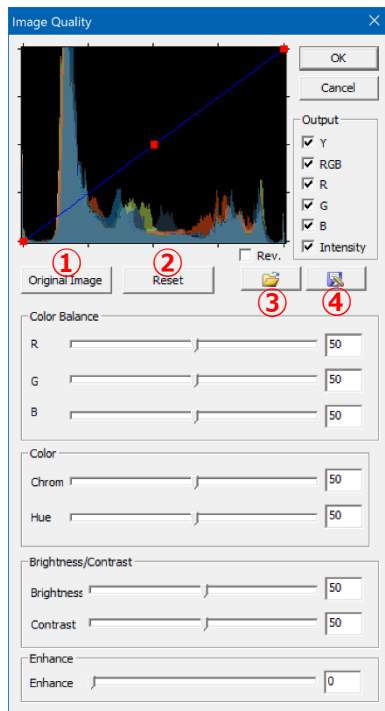 Image Quality
OK
Cancel
Output
Y
RGB
R
G
B
Intensity
Rev.
① ②
Original Image Reset
③ ④
Color Balance
R 50
G 50
B 50
Color
Chrom 50
Hue 50
Brightness/Contrast
Brightness 50
Contrast 50
Enhance
Enhance 0